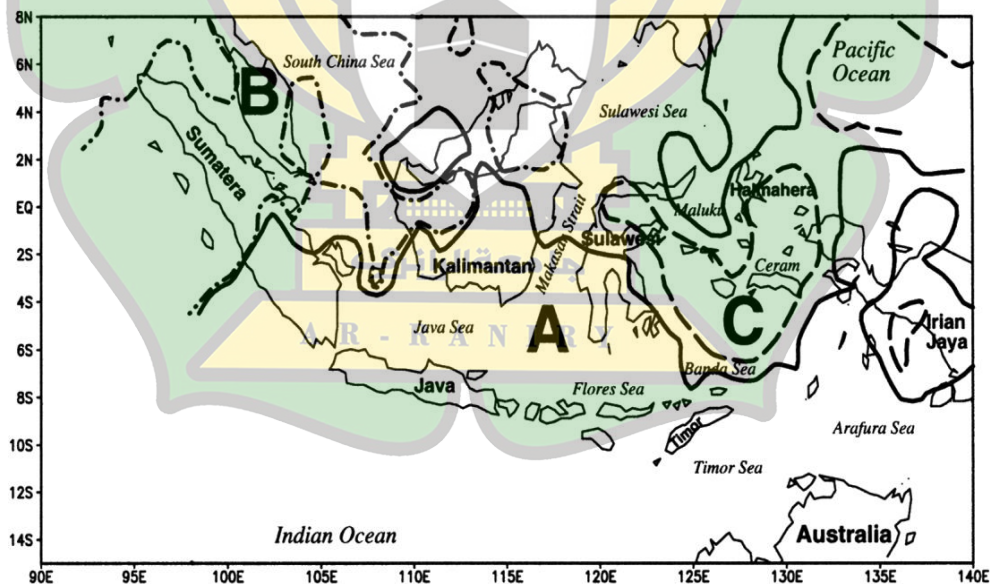 8N
Pacific
Ocean
South China Sea
6N
B
4N
Sulawesi Sea
2N
Sumatera
Halmahera
Maluku
EQ
Makasar Strait
Sulawesi
2S
Kalimantan
Ceram
4S
A
C
Irian
Jaya
Java Sea
AR - RANIRY
6S
Banda Sea
Java
Flores Sea
8S
Timor
Arafura Sea
10S
Timor Sea
12S
Indian Ocean
Australia
14S
90E 95E 100E 105E 110E 115E 120E 125E 130E 135E 140E